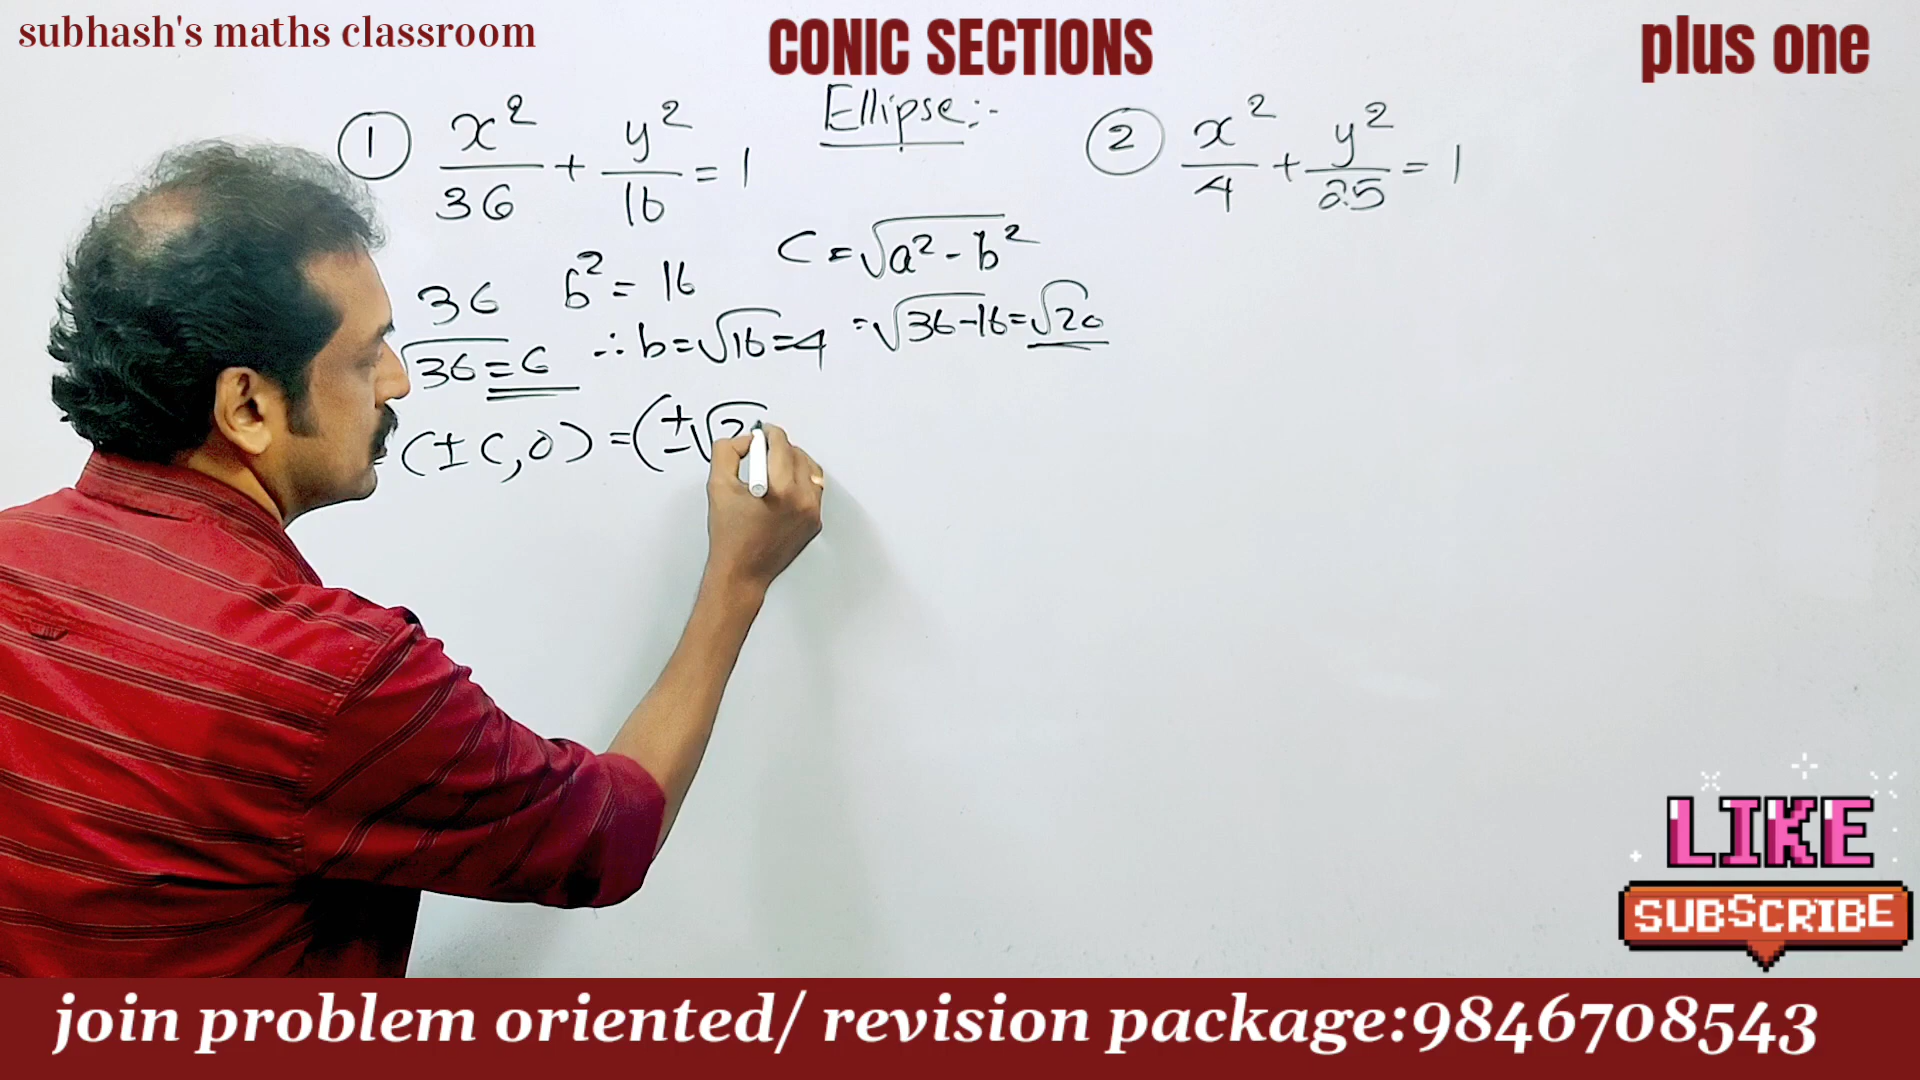 subhash's maths classroom
CONIC SECTIONS
plus one
Ellipse:-
① x²/36 + y²/16 = 1
② x²/4 + y²/25 = 1
36 b² = 16
√36 = 6 ∴ b = √16 = 4
C = √a² - b²
= √36-16 = √20
(± C, 0) = (± √2
LIKE
SUBSCRIBE
join problem oriented/ revision package:9846708543